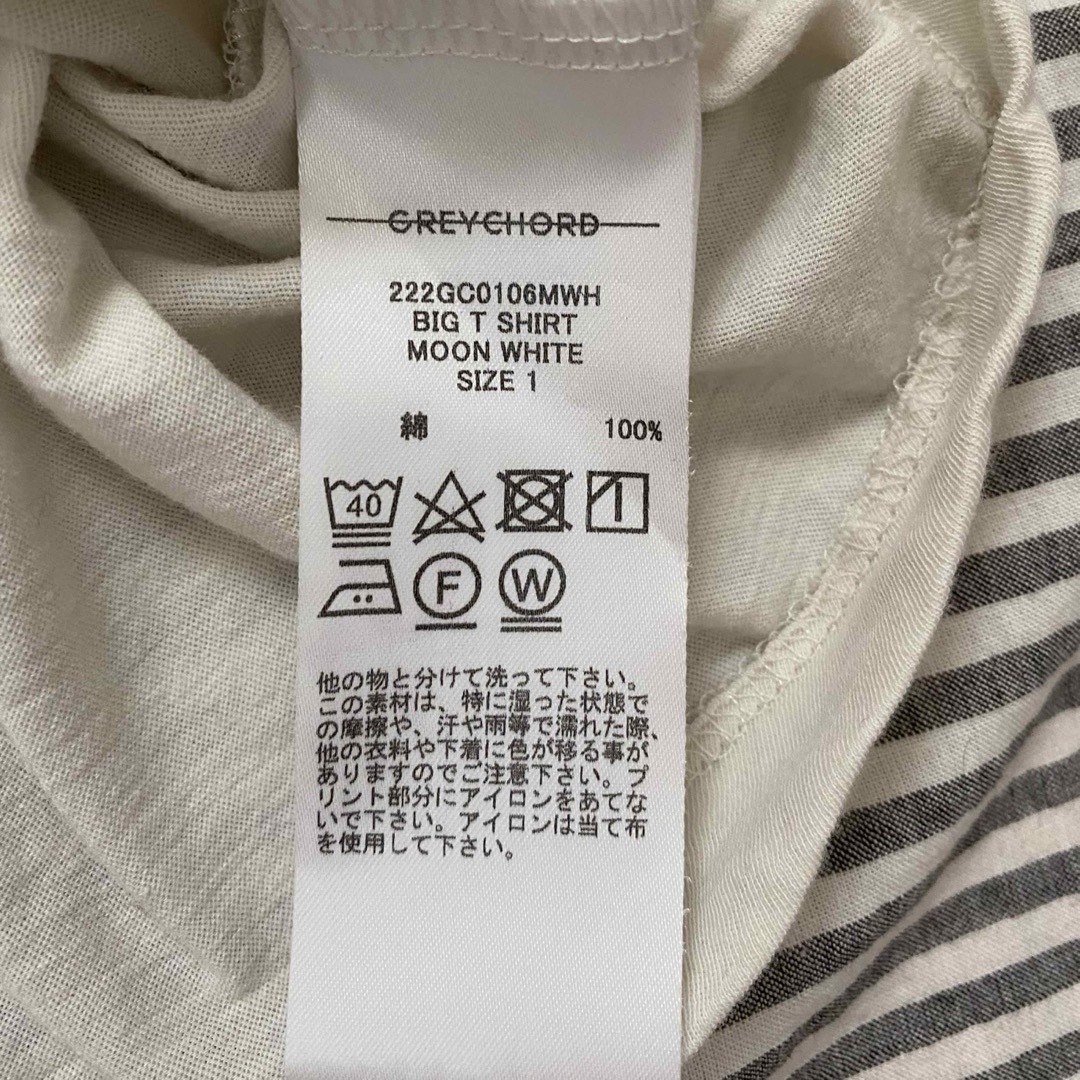 GREYCHORD
222GC0106MWH
BIG T SHIRT
MOON WHITE
SIZE 1
綿 100%
40
F W
他の物と分けて洗って下さい。
この素材は、特に湿った状態で
の摩擦や、汗や雨等で濡れた際、
他の衣料や下着に色が移る事が
ありますのでご注意下さい。プ
リント部分にアイロンをあてな
いで下さい。アイロンは当て布
を使用して下さい。